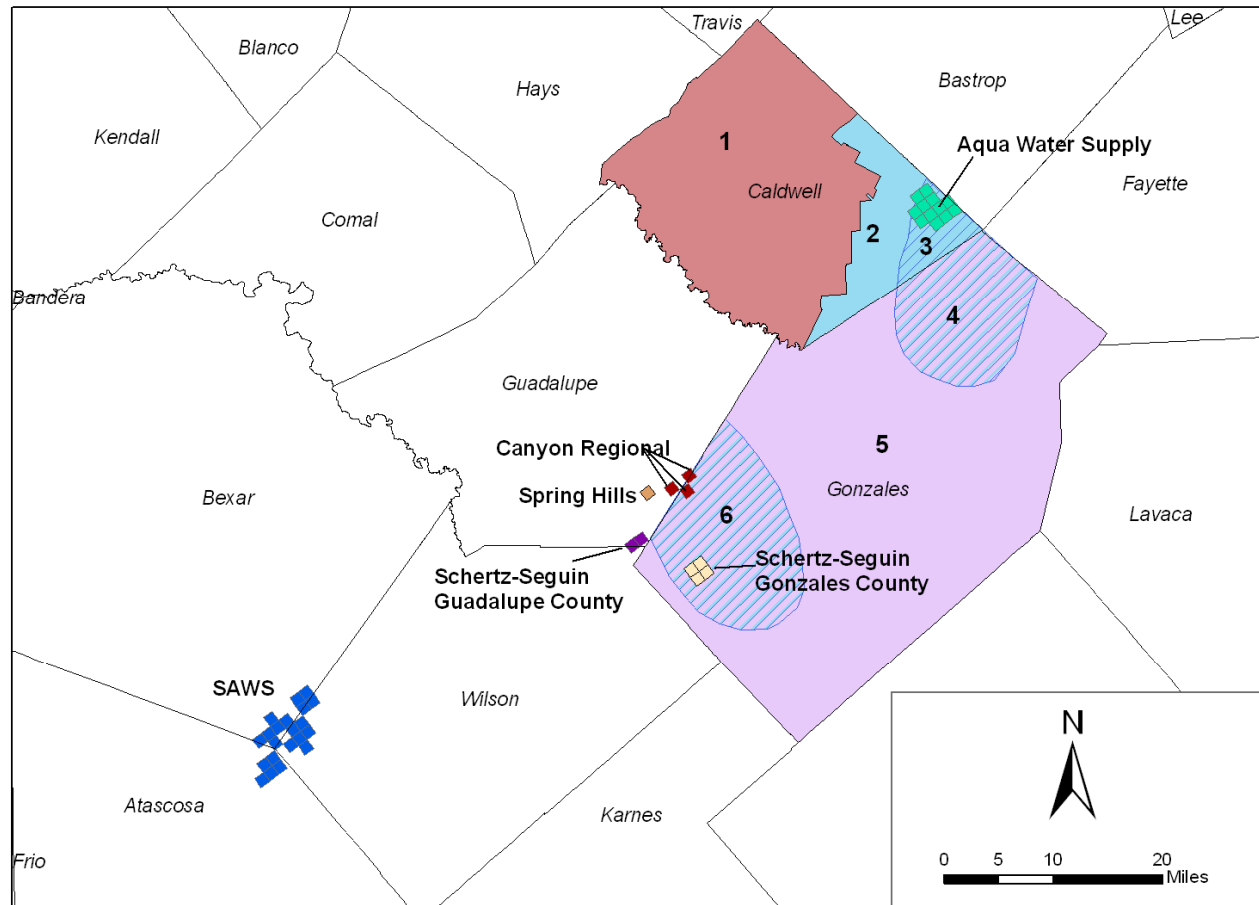 Travis
Lee
Blanco
Hays
Bastrop
Kendall
1
Aqua Water Supply
Fayette
Caldwell
Comal
2
3
Bandera
4
Guadalupe
Canyon Regional
5
Gonzales
Spring Hills
Bexar
6
Lavaca
Schertz-Seguin
Gonzales County
Schertz-Seguin
Guadalupe County
SAWS
Wilson
N
Atascosa
Karnes
Frio
0 5 10 20
Miles